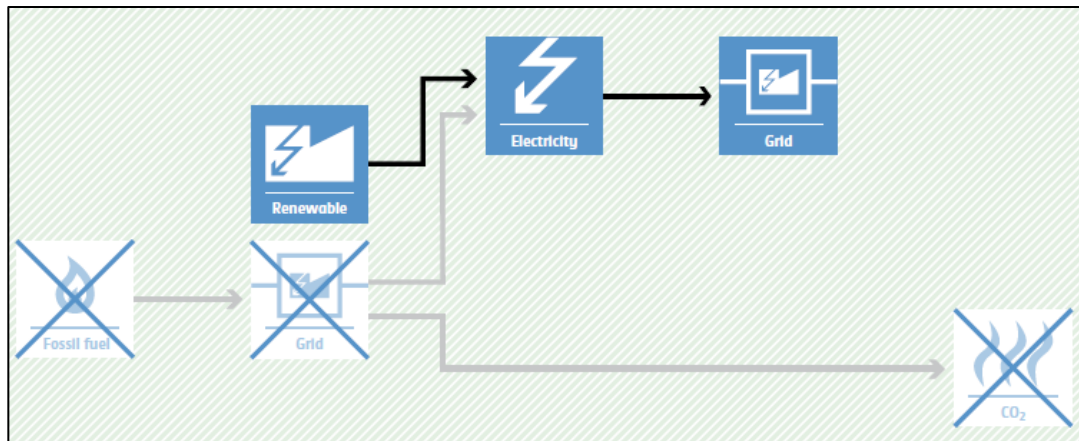 Electricity
Grid
Renewable
Fossil fuel
Grid
CO₂